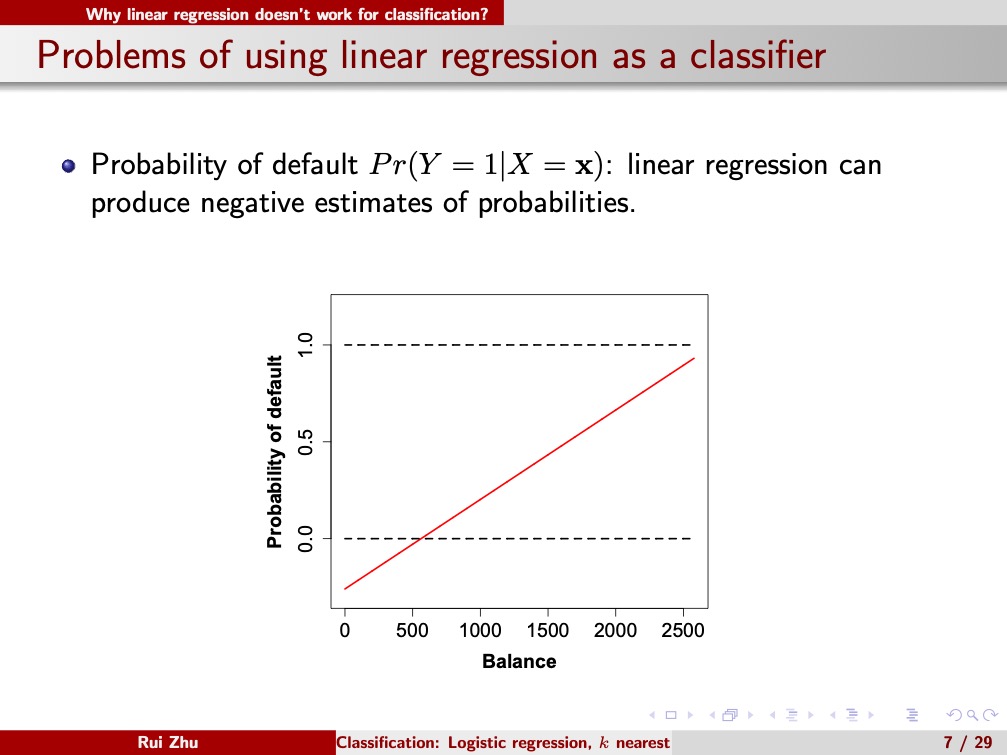 Why linear regression doesn't work for classification?
Problems of using linear regression as a classifier
Probability of default Pr(Y = 1|X = x): linear regression can
produce negative estimates of probabilities.
1.0
0.5
0.0
Probability of default
0 500 1000 1500 2000 2500
Balance
Rui Zhu
Classification: Logistic regression, k nearest
7 / 29